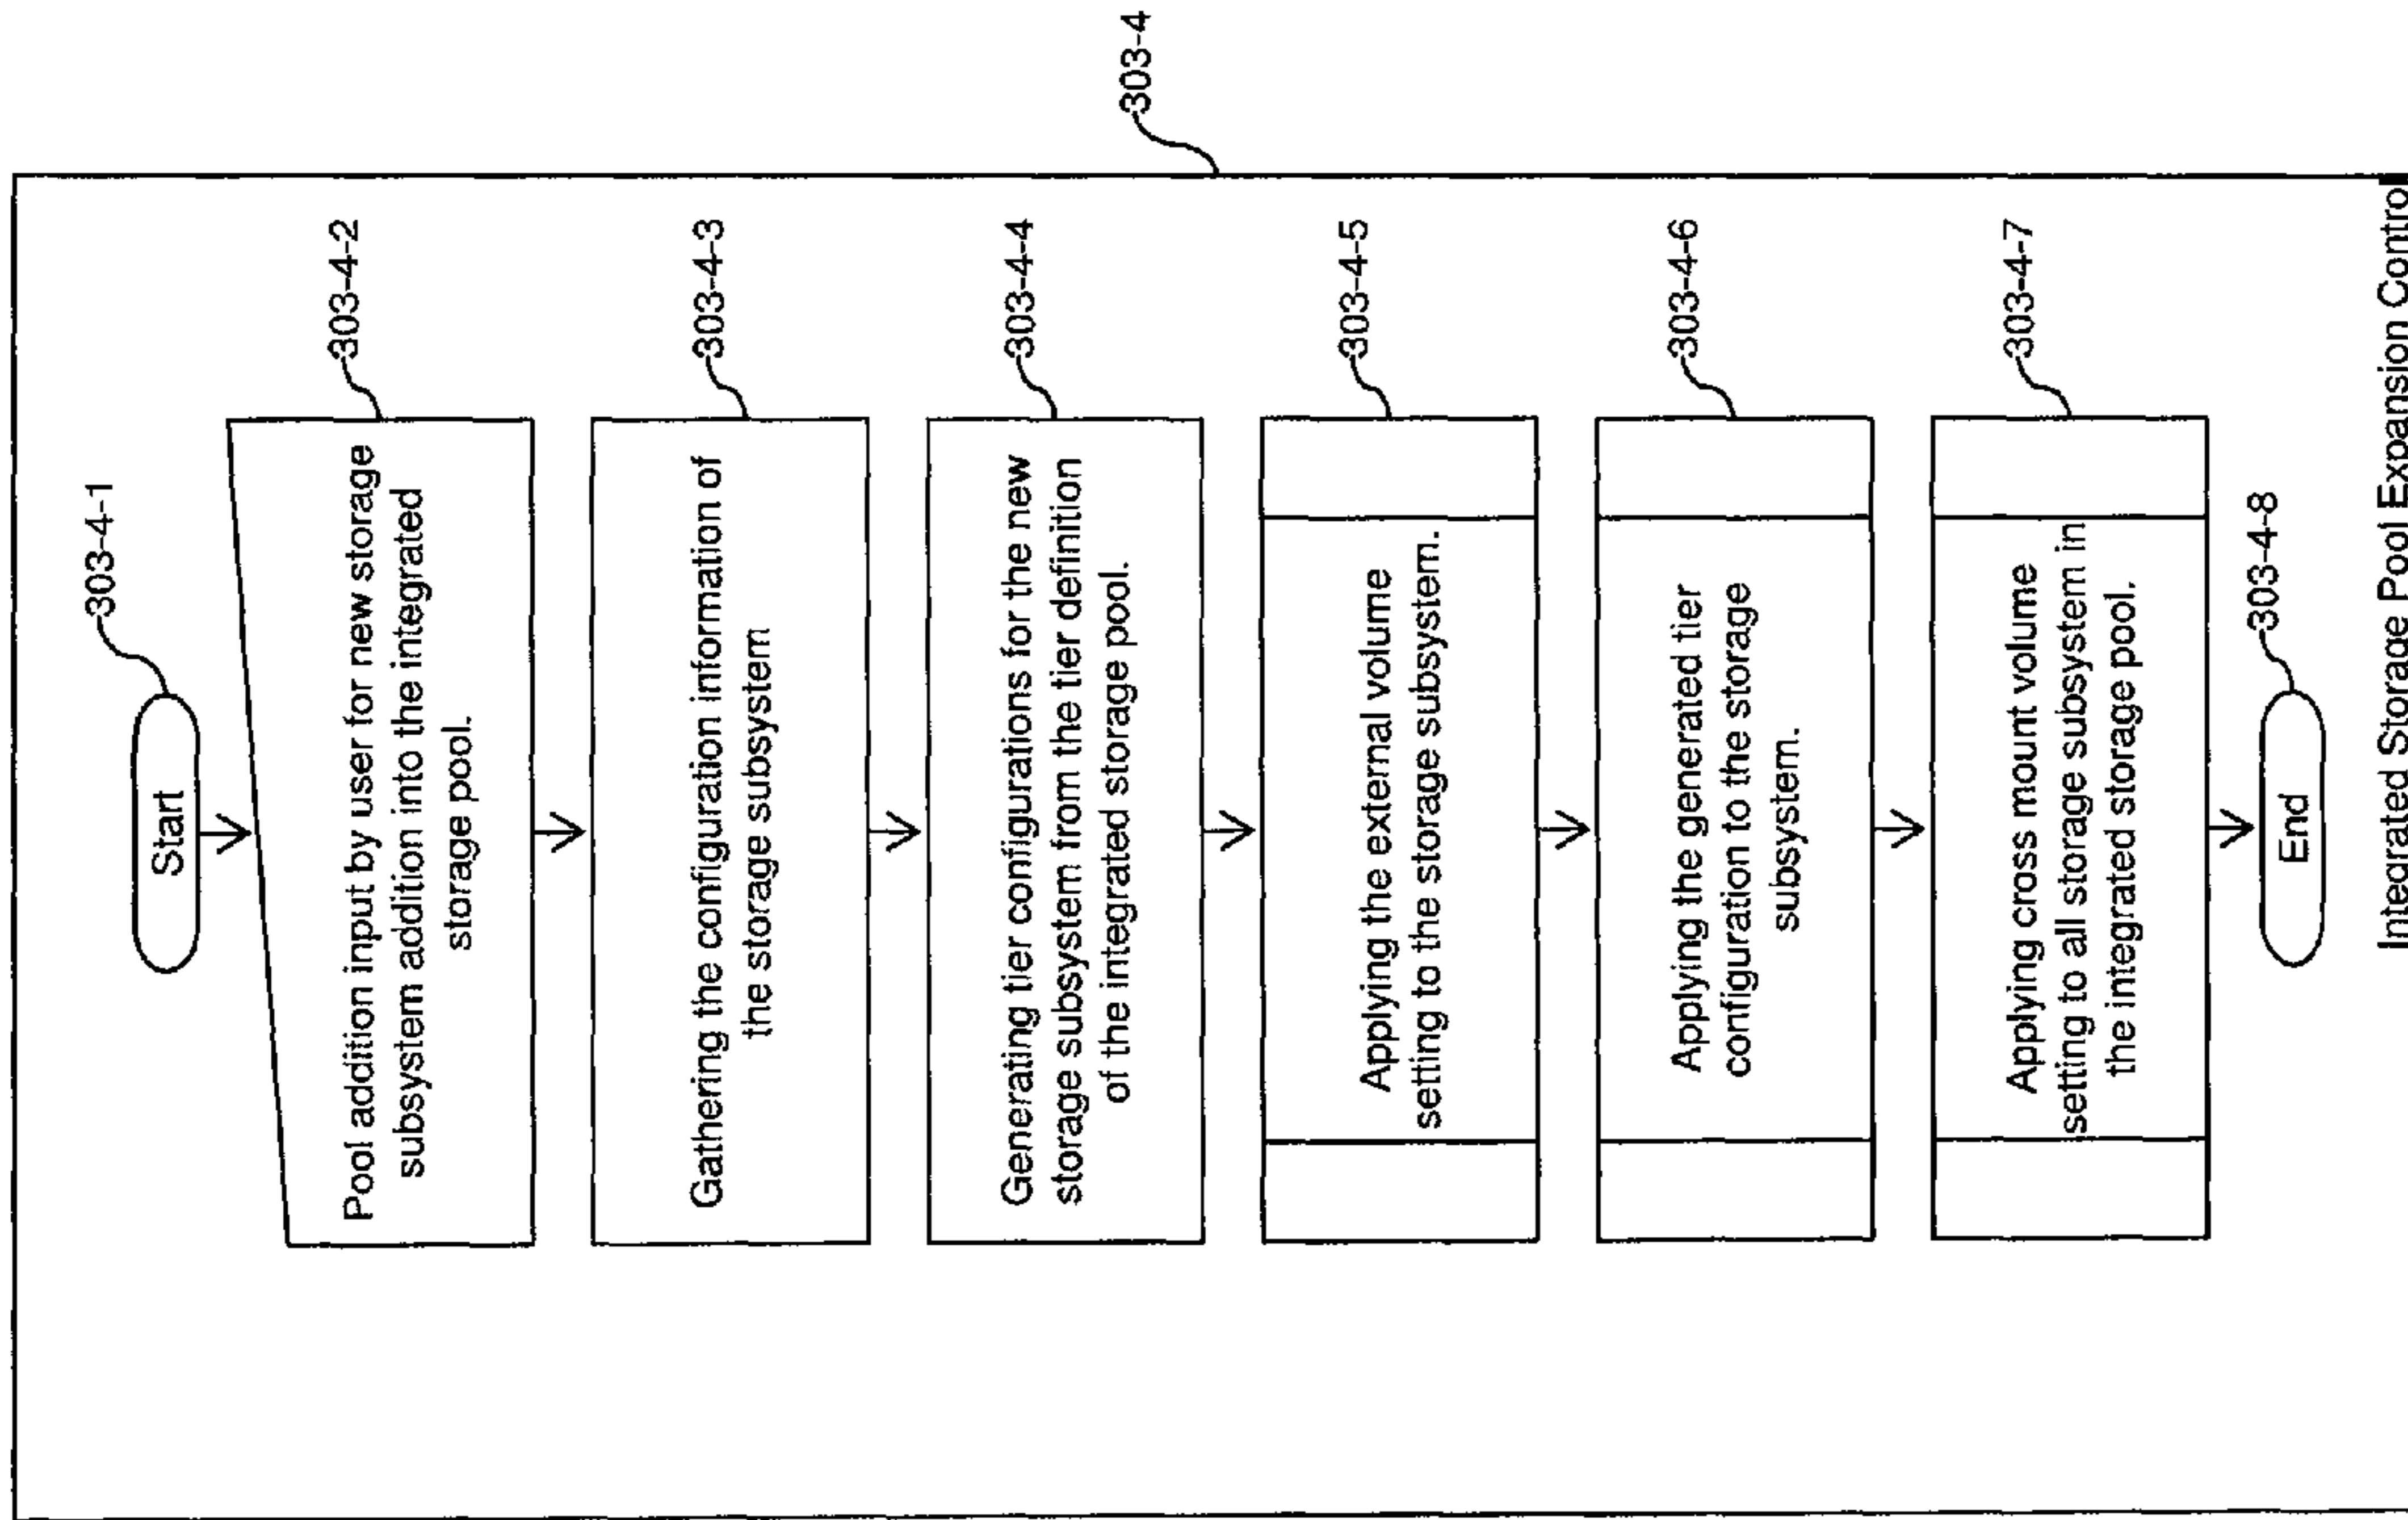 303-4
303-4-1
Start
303-4-2
Pool addition input by user for new storage
subsystem addition into the integrated
storage pool.
303-4-3
Gathering the configuration information of
the storage subsystem
303-4-4
Generating tier configurations for the new
storage subsystem from the tier definition
of the integrated storage pool.
303-4-5
Applying the external volume
setting to the storage subsystem.
303-4-6
Applying the generated tier
configuration to the storage
subsystem.
303-4-7
Applying cross mount volume
setting to all storage subsystem in
the integrated storage pool.
303-4-8
End
Integrated Storage Pool Expansion Control